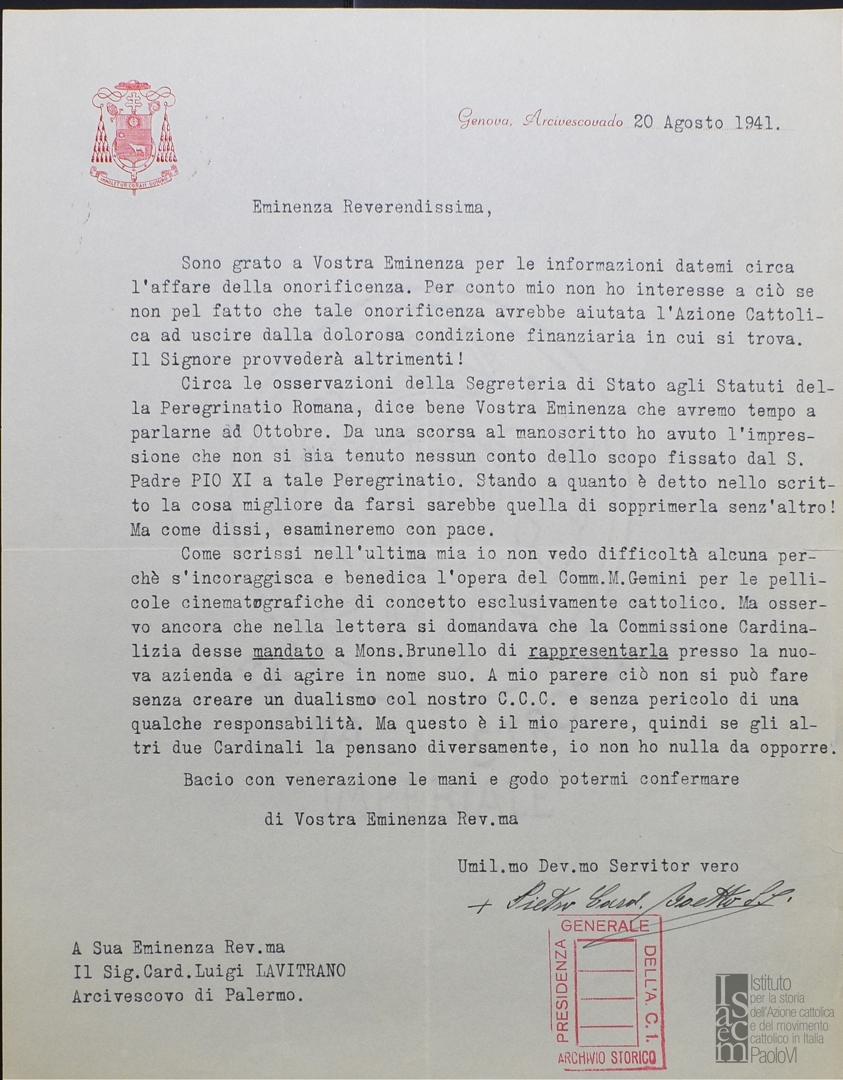 Genova, Arcivescovado 20 Agosto 1941.
Eminenza Reverendissima,
Sono grato a Vostra Eminenza per le informazioni datemi circa
l'affare della onorificenza. Per conto mio non ho interesse a ciò se
non pel fatto che tale onorificenza avrebbe aiutata l'Azione Cattoli-
ca ad uscire dalla dolorosa condizione finanziaria in cui si trova.
Il Signore provvederà altrimenti!
Circa le osservazioni della Segreteria di Stato agli Statuti del-
la Peregrinatio Romana, dice bene Vostra Eminenza che avremo tempo a
parlarne ad Ottobre. Da una scorsa al manoscritto ho avuto l'impres-
sione che non si sia tenuto nessun conto dello scopo fissato dal S.
Padre PIO XI a tale Peregrinatio. Stando a quanto è detto nello scrit-
to la cosa migliore da farsi sarebbe quella di sopprimerla senz'altro!
Ma come dissi, esamineremo con pace.
Come scrissi nell'ultima mia io non vedo difficoltà alcuna per-
chè s'incoraggisca e benedica l'opera del Comm.M.Gemini per le pelli-
cole cinematografiche di concetto esclusivamente cattolico. Ma osser-
vo ancora che nella lettera si domandava che la Commissione Cardina-
lizia desse mandato a Mons.Brunello di rappresentarla presso la nuo-
va azienda e di agire in nome suo. A mio parere ciò non si può fare
senza creare un dualismo col nostro C.C.C. e senza pericolo di una
qualche responsabilità. Ma questo è il mio parere, quindi se gli al-
tri due Cardinali la pensano diversamente, io non ho nulla da opporre.
Bacio con venerazione le mani e godo potermi confermare
di Vostra Eminenza Rev.ma
Umil.mo Dev.mo Servitor vero
+ Pietro Card. Boetto S.J.
A Sua Eminenza Rev.ma
Il Sig.Card.Luigi LAVITRANO
Arcivescovo di Palermo.
PRESIDENZA GENERALE DELL'A.C.I.
ARCHIVIO STORICO
Isacem
Istituto
per la storia
dell'Azione cattolica
e del movimento
cattolico in Italia
PaoloVI